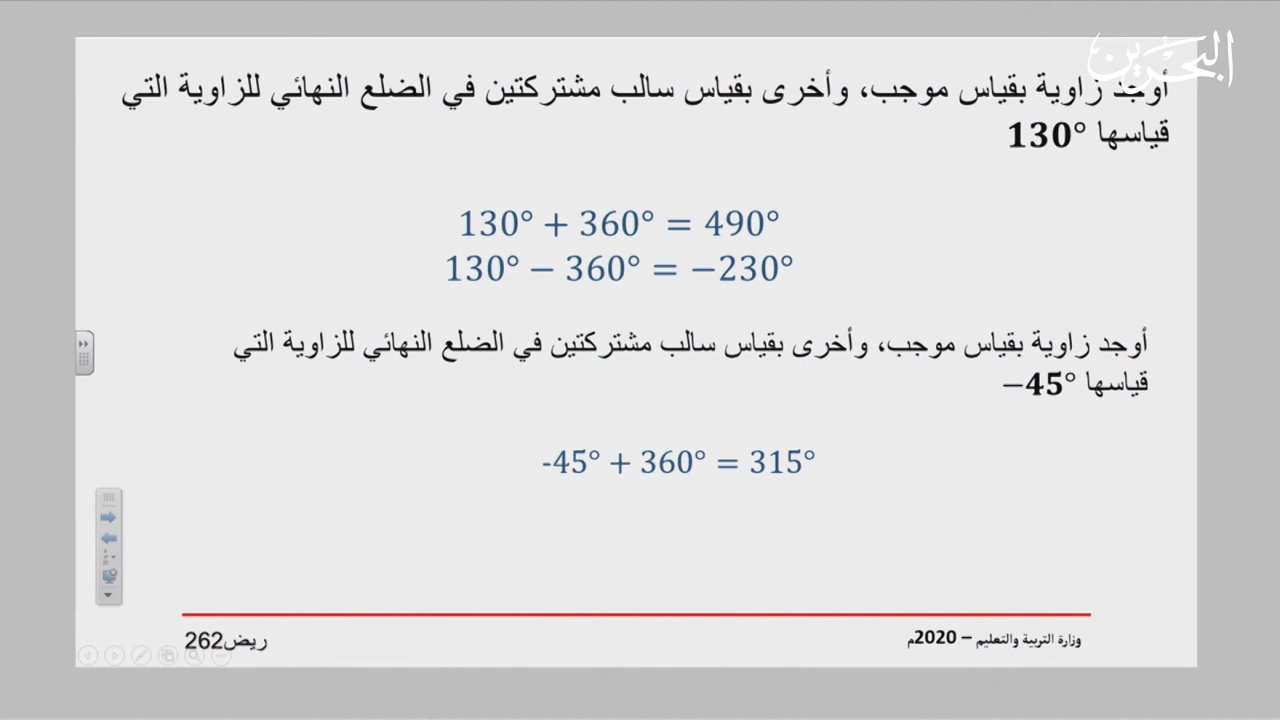 البحرين
أوجد زاوية بقياس موجب، وأخرى بقياس سالب مشتركتين في الضلع النهائي للزاوية التي
قياسها 130°
130° + 360° = 490°
130° − 360° = −230°
أوجد زاوية بقياس موجب، وأخرى بقياس سالب مشتركتين في الضلع النهائي للزاوية التي
قياسها −45°
-45° + 360° = 315°
وزارة التربية والتعليم – 2020م
ريض262